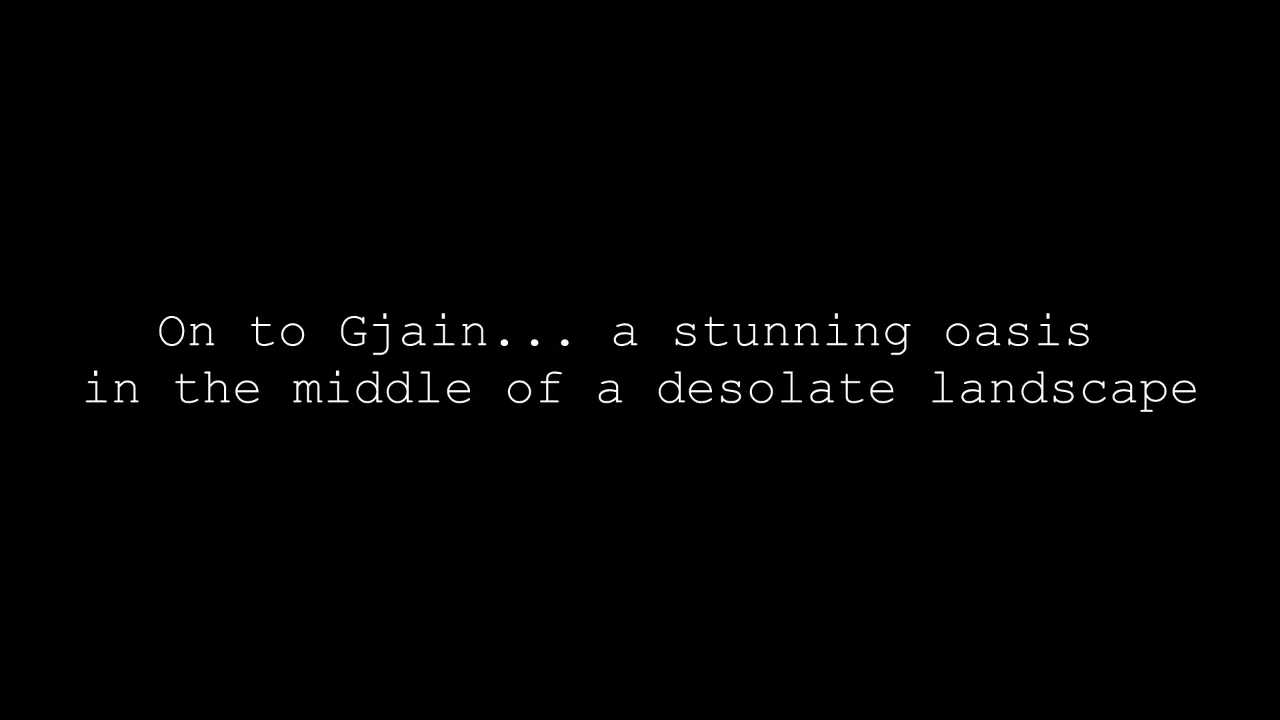 On to Gjain... a stunning oasis
in the middle of a desolate landscape